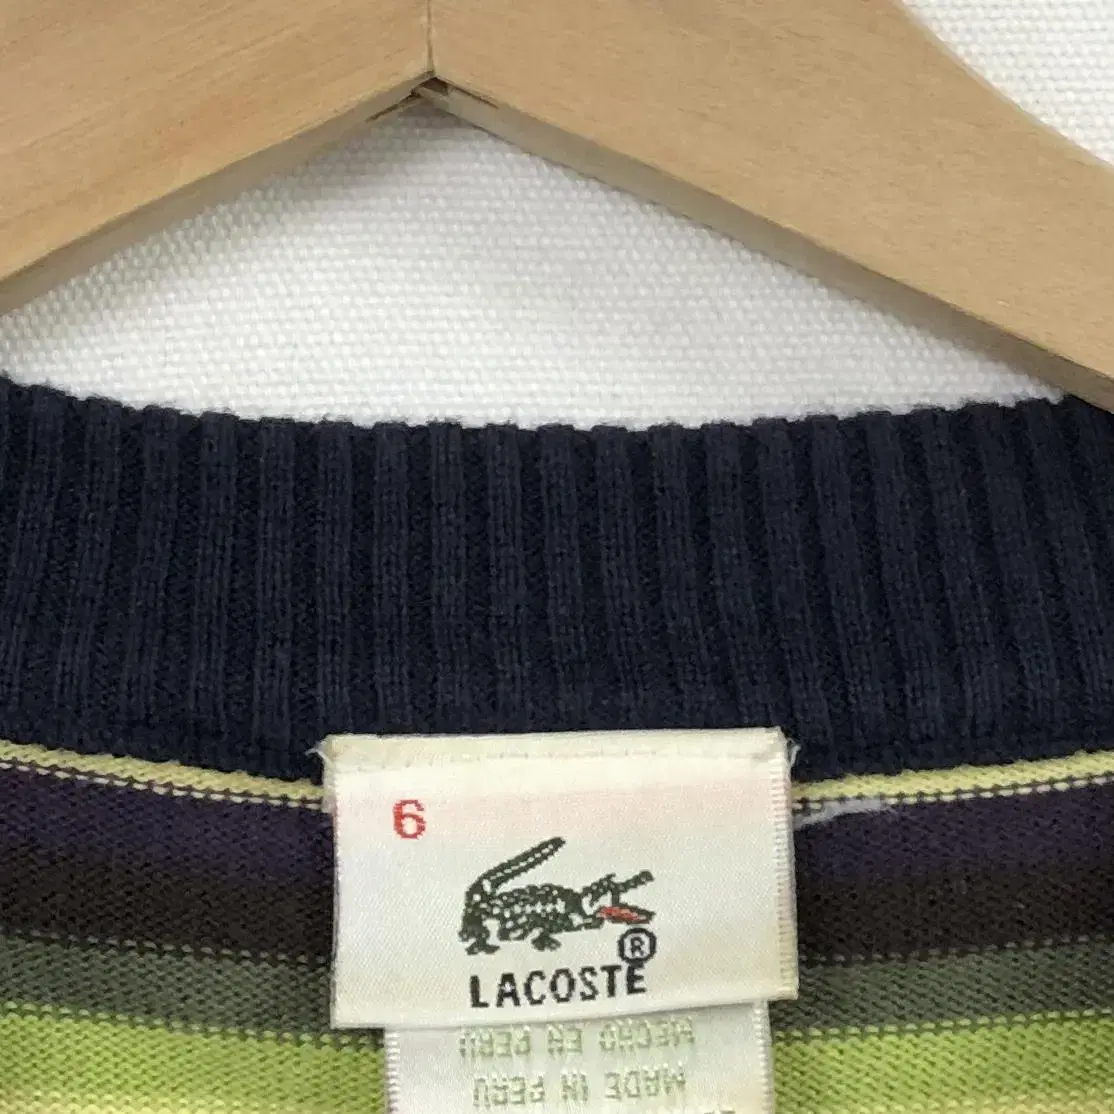 6
®
LACOSTE
HECHO EN PERU
MADE IN PERU